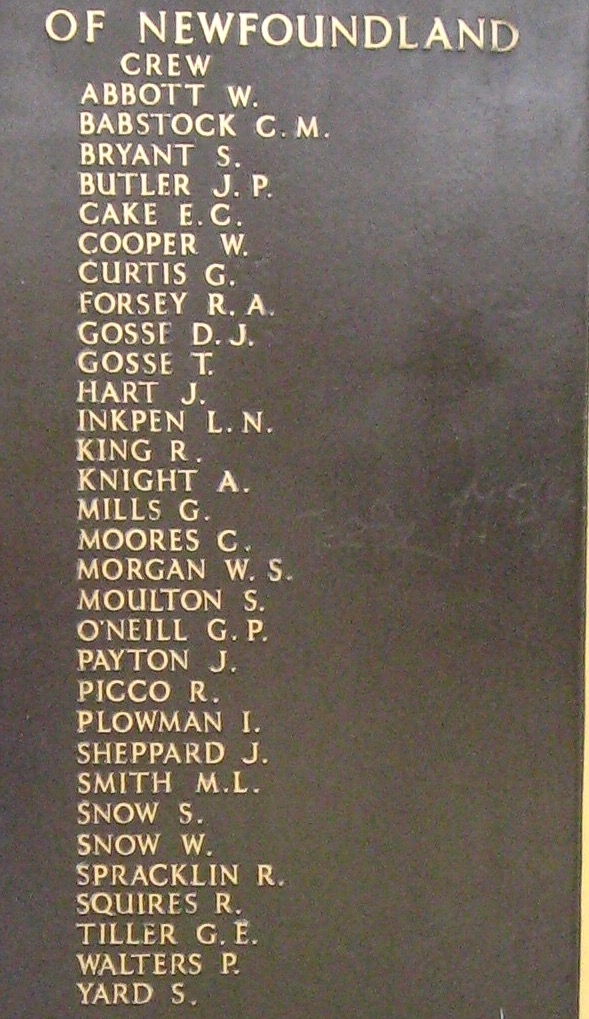 OF NEWFOUNDLAND
CREW
ABBOTT W.
BABSTOCK C.M.
BRYANT S.
BUTLER J.P.
CAKE E.C.
COOPER W.
CURTIS G.
FORSEY R.A.
GOSSE D.J.
GOSSE T.
HART J.
INKPEN L.N.
KING R.
KNIGHT A.
MILLS G.
MOORES C.
MORGAN W.S.
MOULTON S.
O'NEILL G.P.
PAYTON J.
PICCO R.
PLOWMAN I.
SHEPPARD J.
SMITH M.L.
SNOW S.
SNOW W.
SPRACKLIN R.
SQUIRES R.
TILLER G.E.
WALTERS P.
YARD S.